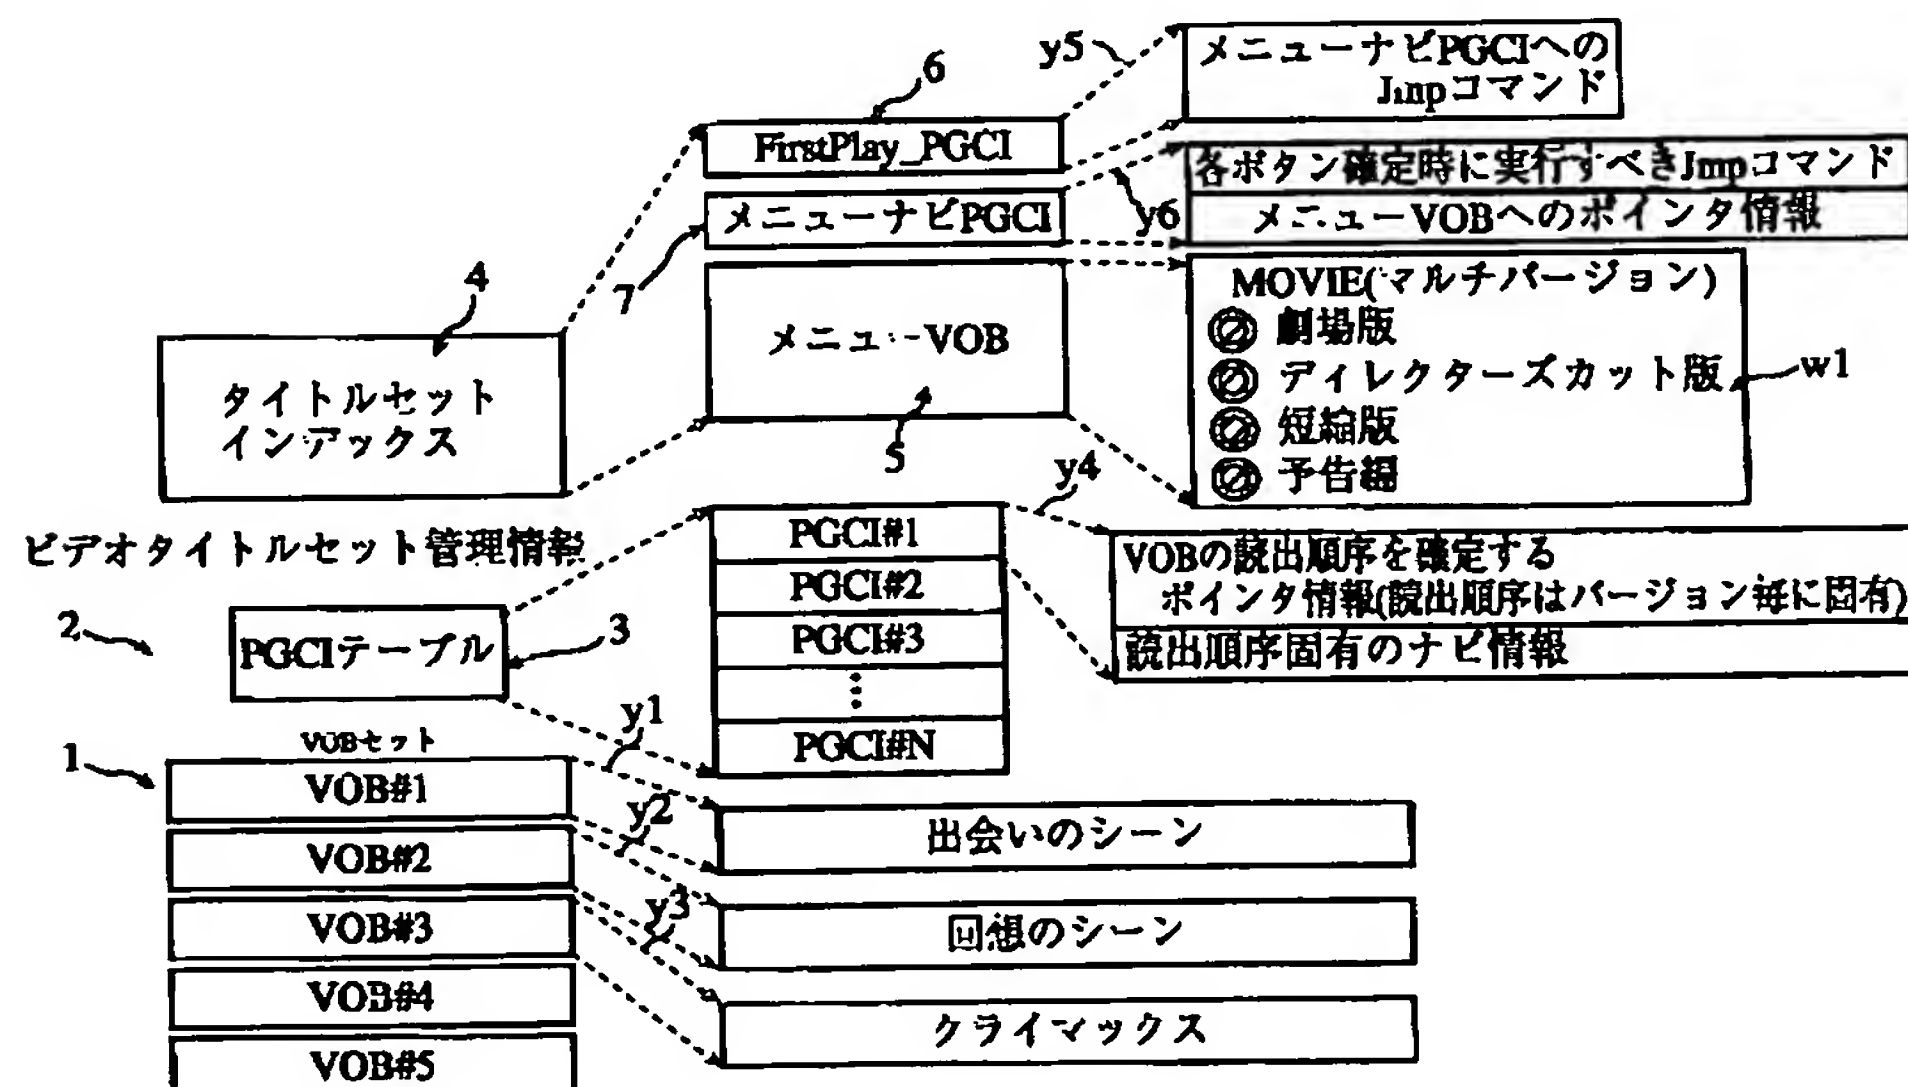 y5
メニューナビPGCIへの
Jmpコマンド
6
FirstPlay_PGCI
各ボタン確定時に実行すべきJmpコマンド
y6
メニューナビPGCI
メニューVOBへのポインタ情報
7
4
MOVIE(マルチバージョン)
劇場版
メニューVOB
ディレクターズカット版
w1
タイトルセット
インデックス
短縮版
5
予告編
y4
ビデオタイトルセット管理情報
PGCI#1
VOBの読出順序を確定する
PGCI#2
ポインタ情報(読出順序はバージョン毎に固有)
2
PGCIテーブル
3
PGCI#3
読出順序固有のナビ情報
⋮
y1
VOBセット
PGCI#N
1
VOB#1
y2
出会いのシーン
VOB#2
y3
VOB#3
回想のシーン
VOB#4
クライマックス
VOB#5